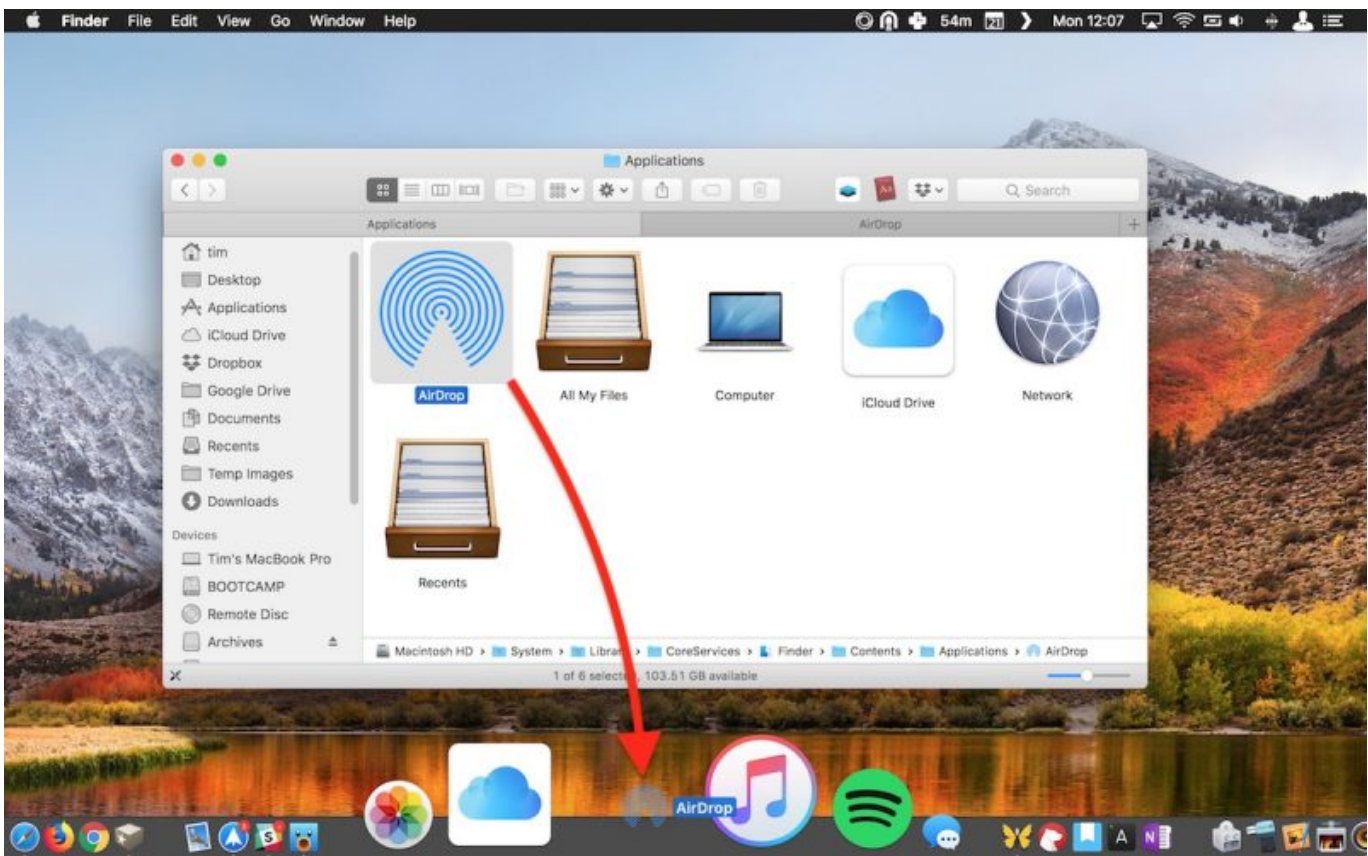 Finder File Edit View Go Window Help 54m 21 Mon 12:07
Applications
Aa Search
Applications AirDrop
tim
Desktop
Applications
iCloud Drive
Dropbox
Google Drive
Documents
Recents
Temp Images
Downloads
Devices
Tim's MacBook Pro
BOOTCAMP
Remote Disc
Archives
AirDrop All My Files Computer iCloud Drive Network
Recents
Macintosh HD System CoreServices Finder Contents Applications AirDrop
1 of 6 103.51 GB available
AirDrop
S A N